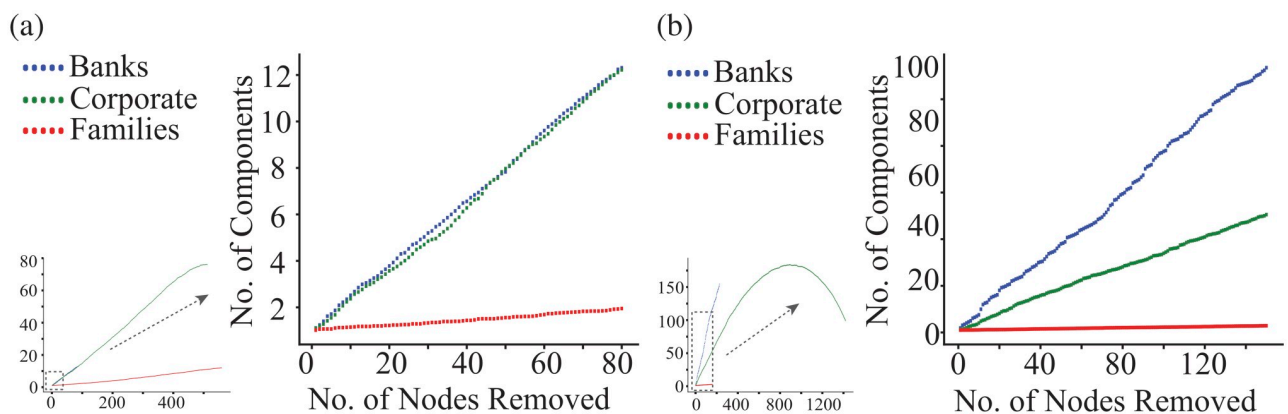 (a)
Banks
Corporate
Families
No. of Components
12
10
8
6
4
2
0 20 40 60 80
No. of Nodes Removed
80
60
40
20
0
0 200 400
(b)
Banks
Corporate
Families
No. of Components
100
80
60
40
20
0
0 40 80 120
No. of Nodes Removed
150
100
50
0
0 400 800 1200